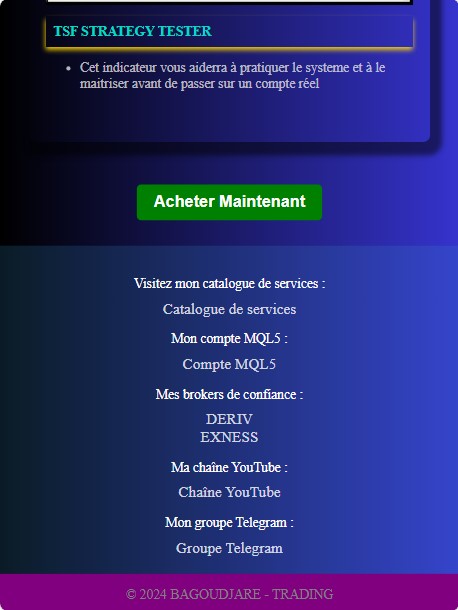 TSF STRATEGY TESTER
• Cet indicateur vous aiderra à pratiquer le systeme et à le
maitriser avant de passer sur un compte réel
Acheter Maintenant
Visitez mon catalogue de services :
Catalogue de services
Mon compte MQL5 :
Compte MQL5
Mes brokers de confiance :
DERIV
EXNESS
Ma chaîne YouTube :
Chaîne YouTube
Mon groupe Telegram :
Groupe Telegram
© 2024 BAGOUDJARE - TRADING